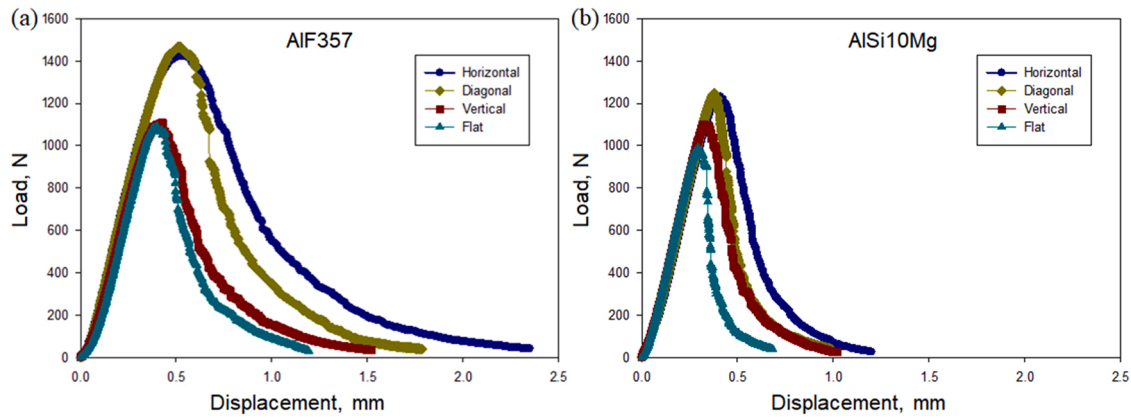 (a)
AlF357
Load, N
1600
1400
1200
1000
800
600
400
200
0
Horizontal
Diagonal
Vertical
Flat
0.0 0.5 1.0 1.5 2.0 2.5
Displacement, mm
(b)
AlSi10Mg
Load, N
1600
1400
1200
1000
800
600
400
200
0
Horizontal
Diagonal
Vertical
Flat
0.0 0.5 1.0 1.5 2.0 2.5
Displacement, mm